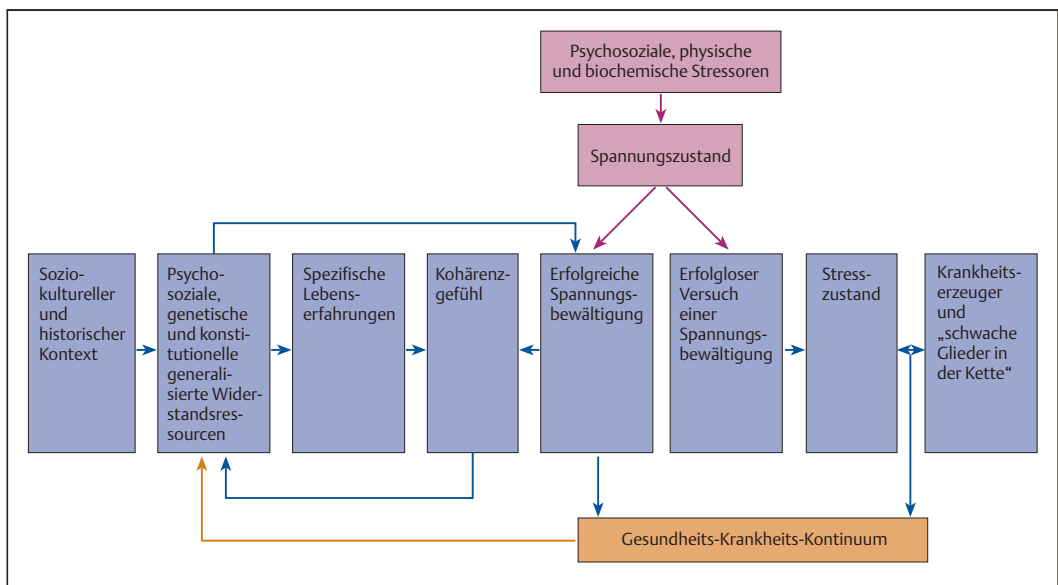 Psychosoziale, physische
und biochemische Stressoren
Spannungszustand
Sozio-
kultureller
und
historischer
Kontext
Psycho-
soziale,
genetische
und konsti-
tutionelle
generali-
sierte Wider-
standsres-
sourcen
Spezifische
Lebens-
erfahrungen
Kohärenz-
gefühl
Erfolgreiche
Spannungs-
bewältigung
Erfolgloser
Versuch
einer
Spannungs-
bewältigung
Stress-
zustand
Krankheits-
erzeuger
und
„schwache
Glieder in
der Kette“
Gesundheits-Krankheits-Kontinuum